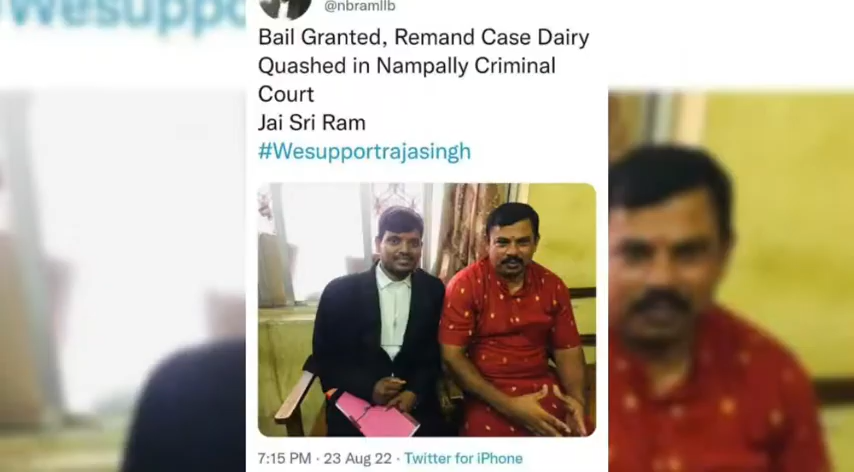 #Wesuppo
@nbramllb
Bail Granted, Remand Case Dairy
Quashed in Nampally Criminal
Court
Jai Sri Ram
#Wesupportrajasingh
7:15 PM · 23 Aug 22 · Twitter for iPhone